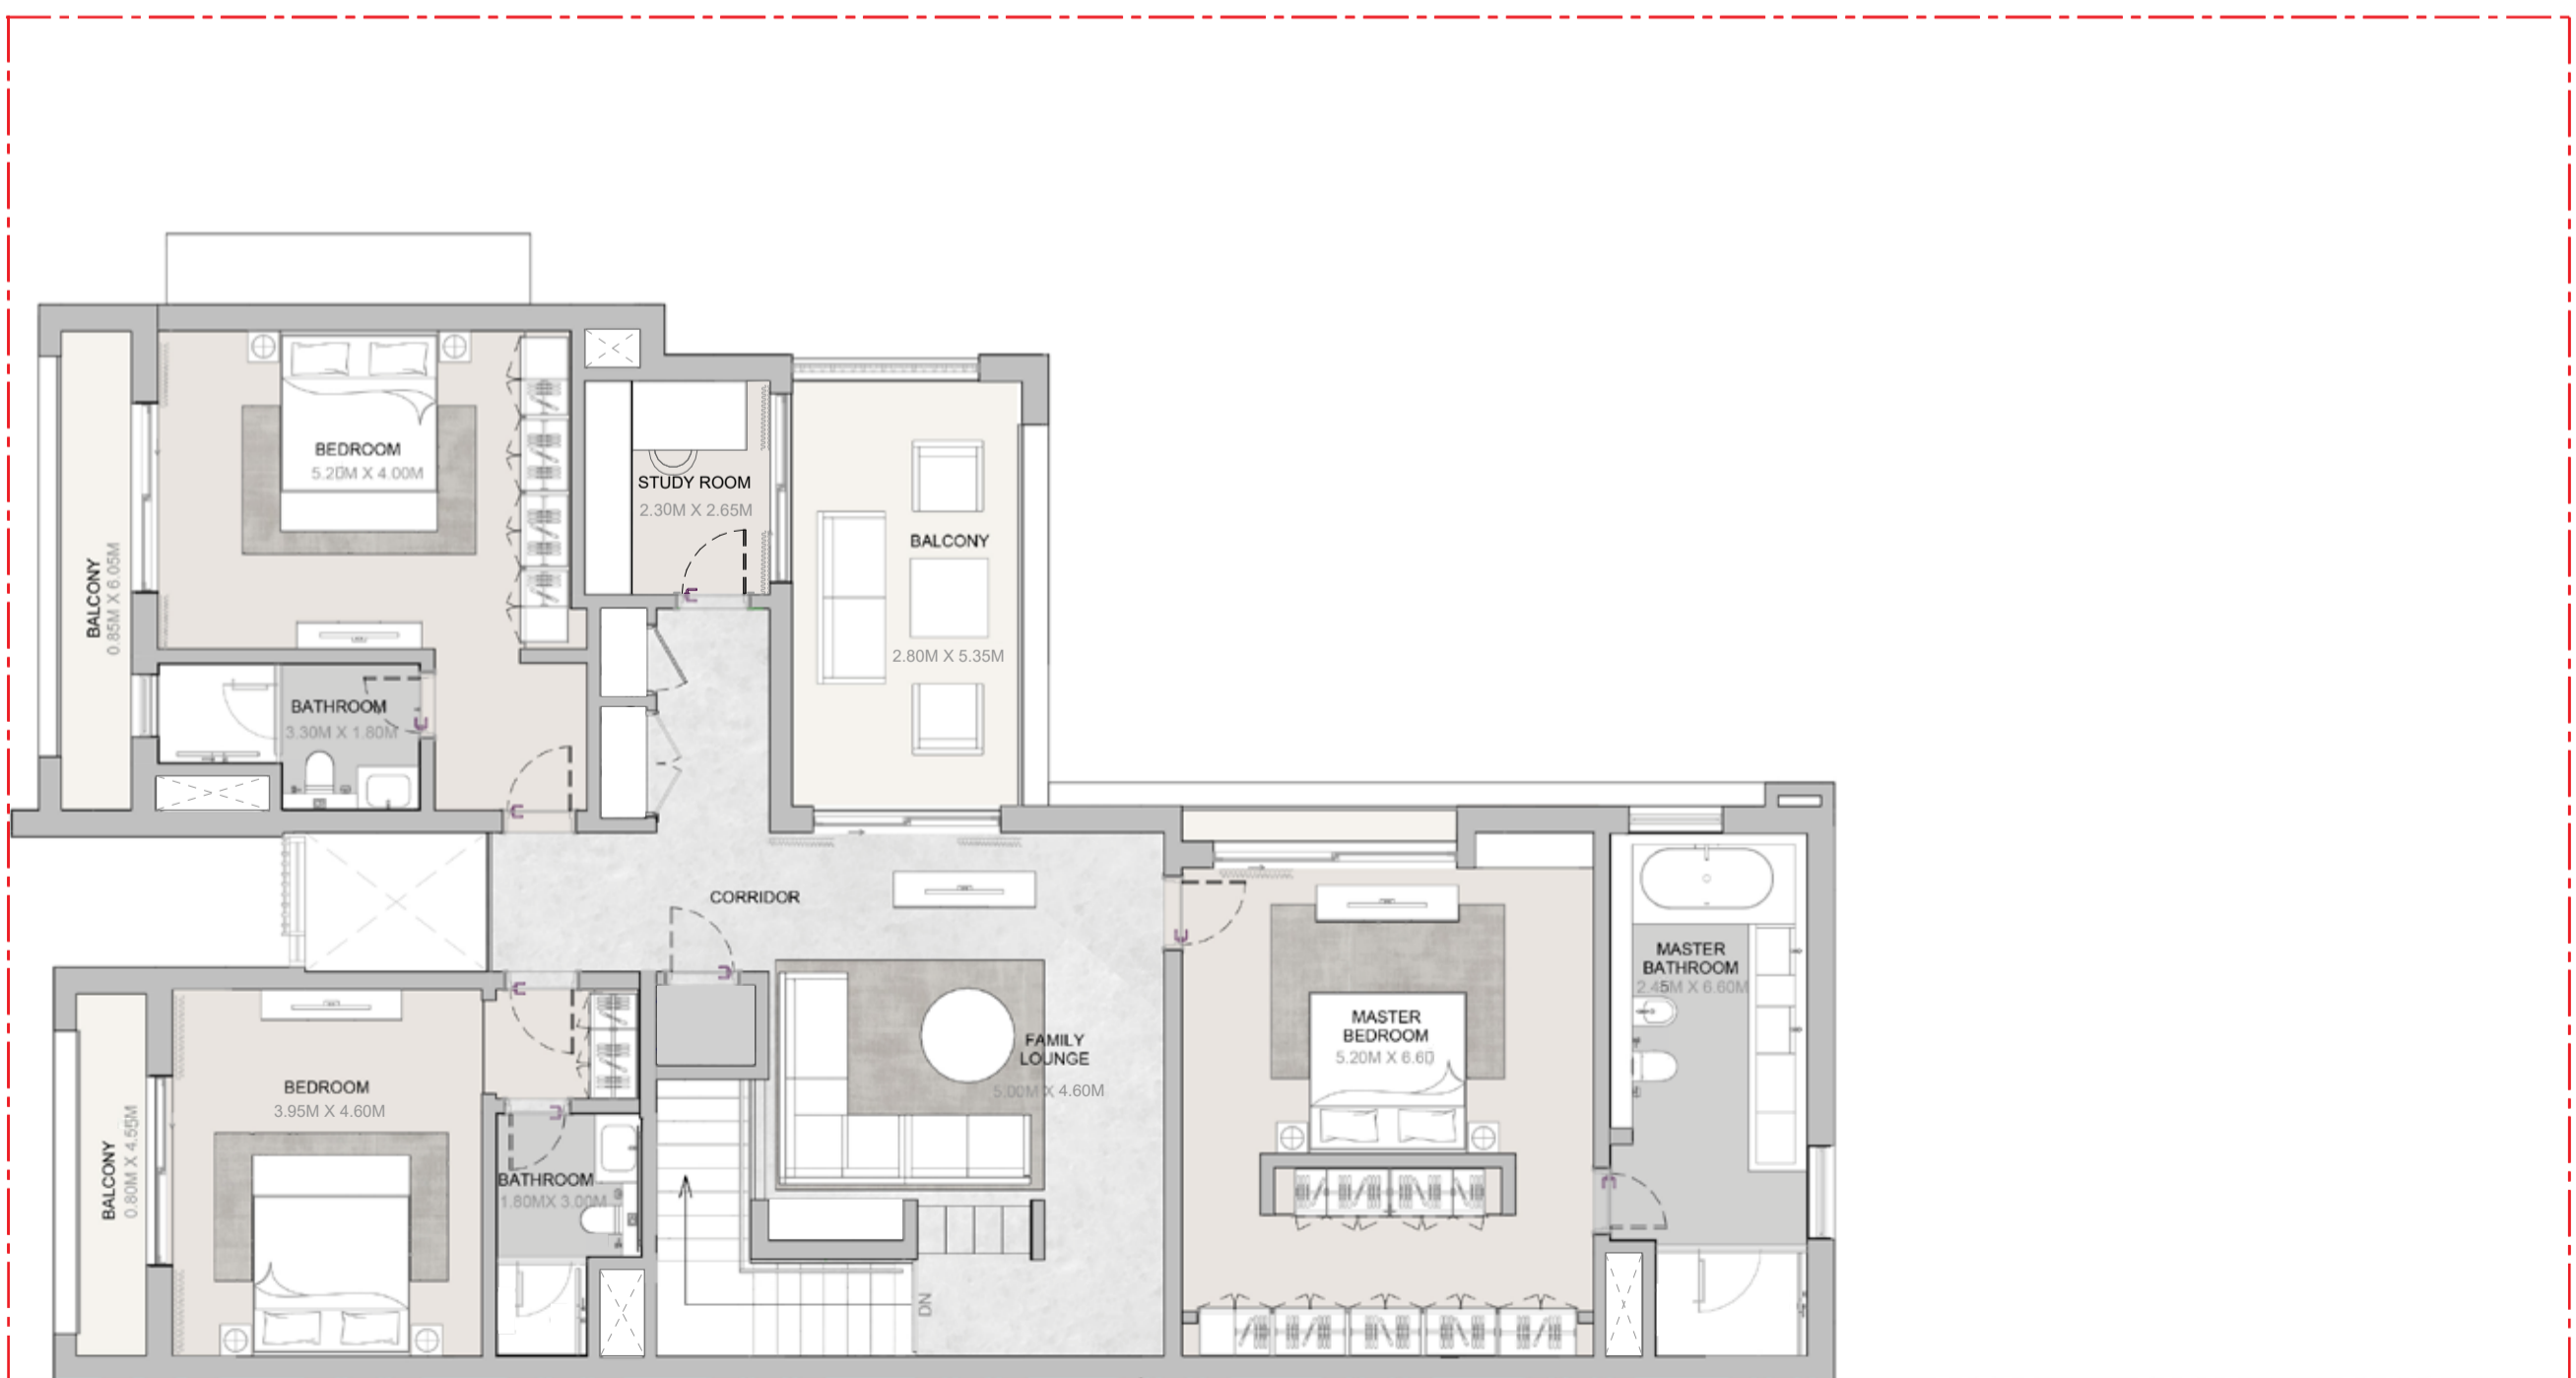 BEDROOM
5.20M X 4.00M
STUDY ROOM
2.30M X 2.65M
BALCONY
2.80M X 5.35M
BALCONY
0.85M X 6.05M
BATHROOM
3.30M X 1.80M
CORRIDOR
MASTER
BATHROOM
2.45M X 6.60M
MASTER
BEDROOM
5.20M X 6.60
FAMILY
LOUNGE
5.00M X 4.60M
BEDROOM
3.95M X 4.60M
BALCONY
0.80M X 4.65M
BATHROOM
1.80MX 3.00M
DN